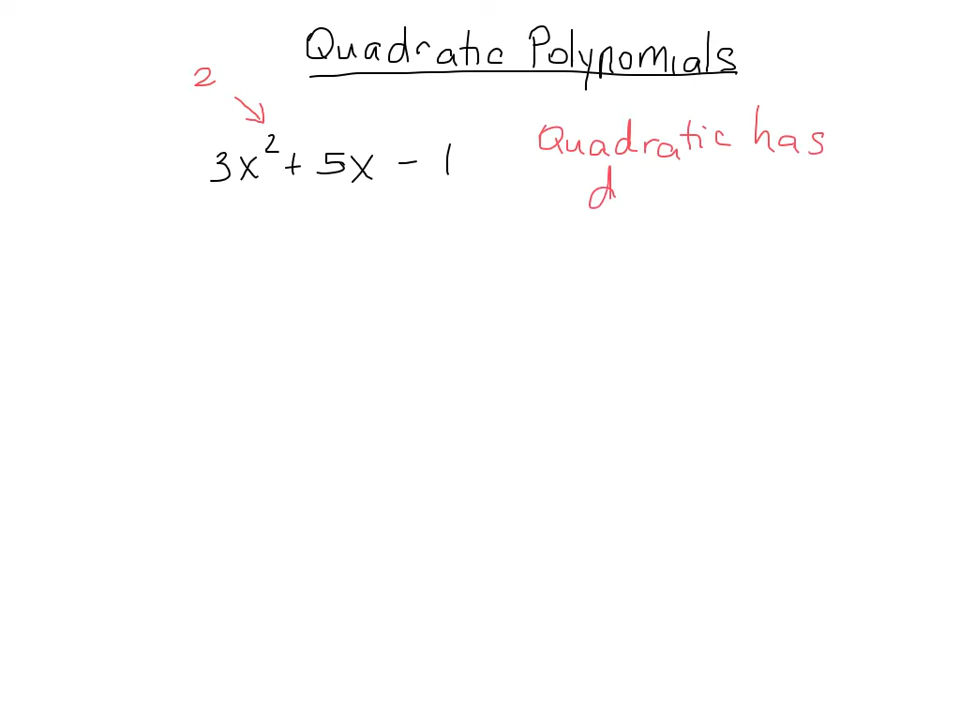 Quadratic Polynomials
2
3x² + 5x - 1
Quadratic has
d